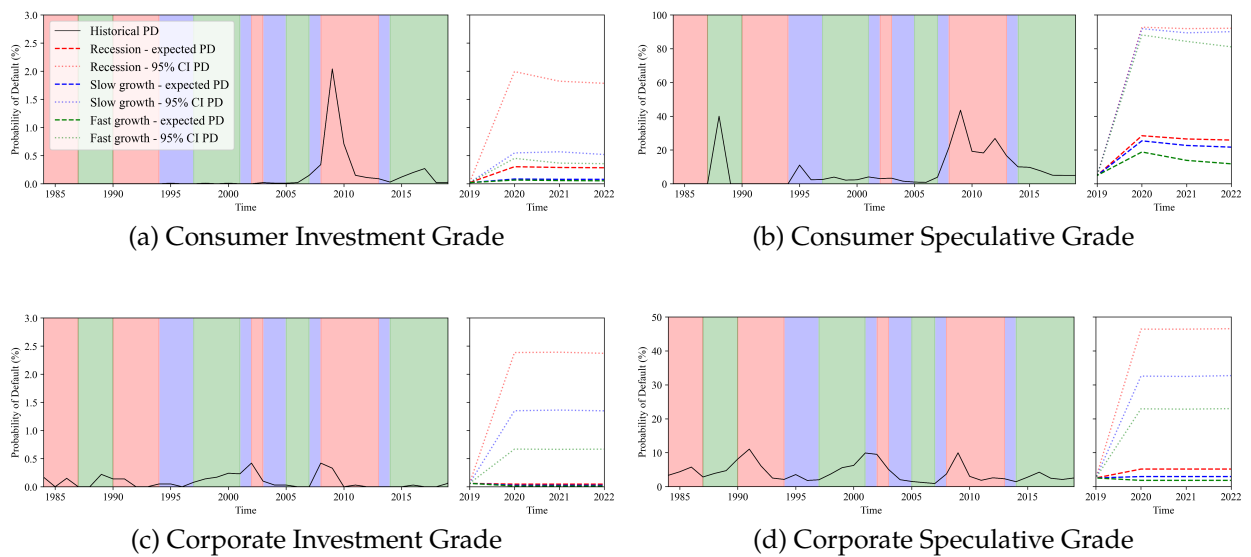 3.0
2.5
2.0
1.5
1.0
0.5
0.0
Probability of Default (%)
Historical PD
Recession - expected PD
Recession - 95% CI PD
Slow growth - expected PD
Slow growth - 95% CI PD
Fast growth - expected PD
Fast growth - 95% CI PD
1985 1990 1995 2000 2005 2010 2015
Time
2019 2020 2021 2022
Time
(a) Consumer Investment Grade
100
80
60
40
20
0
Probability of Default (%)
1985 1990 1995 2000 2005 2010 2015
Time
2019 2020 2021 2022
Time
(b) Consumer Speculative Grade
3.0
2.5
2.0
1.5
1.0
0.5
0.0
Probability of Default (%)
1985 1990 1995 2000 2005 2010 2015
Time
2019 2020 2021 2022
Time
(c) Corporate Investment Grade
50
40
30
20
10
0
Probability of Default (%)
1985 1990 1995 2000 2005 2010 2015
Time
2019 2020 2021 2022
Time
(d) Corporate Speculative Grade